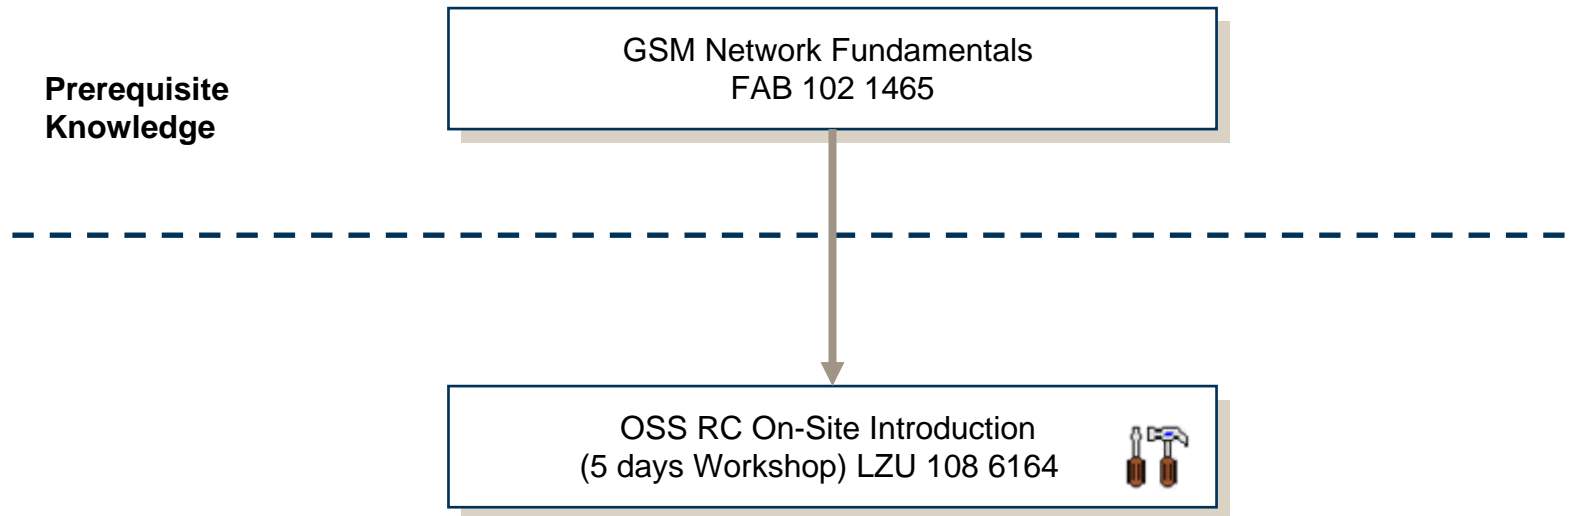 GSM Network Fundamentals
FAB 102 1465
Prerequisite
Knowledge
OSS RC On-Site Introduction
(5 days Workshop) LZU 108 6164